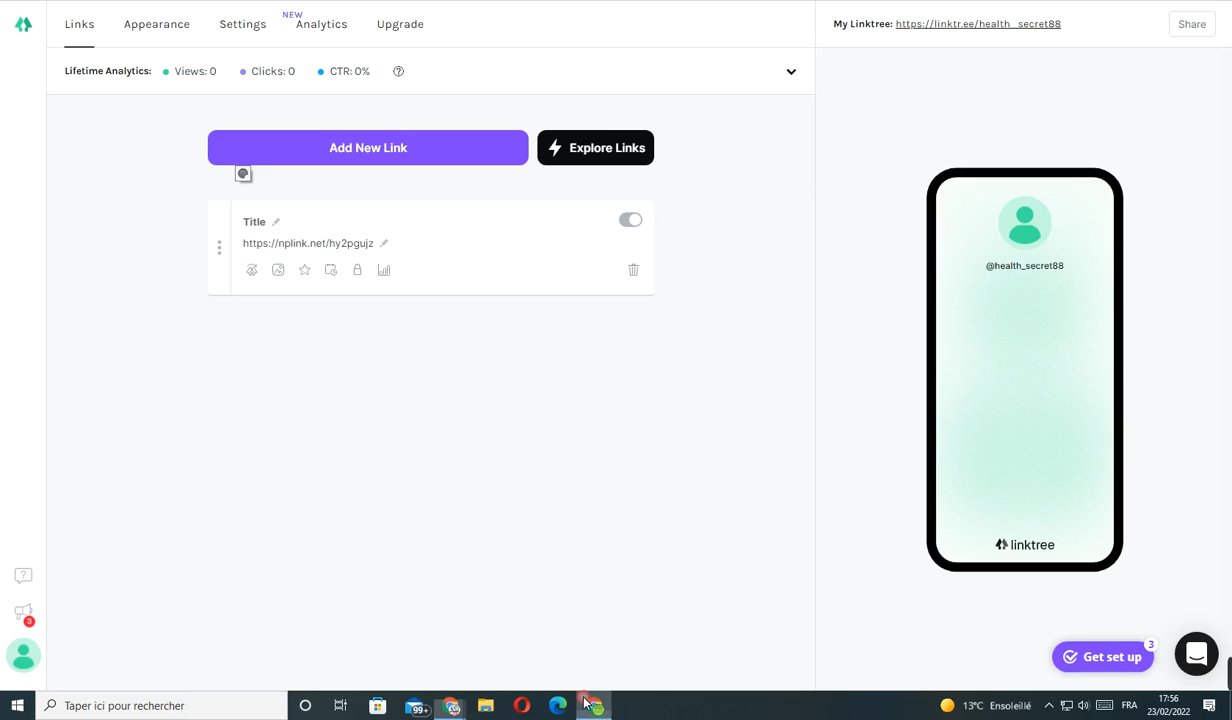 Links
Appearance
Settings
NEW
Analytics
Upgrade
My Linktree: https://linktr.ee/health_secret88
Share
Lifetime Analytics:
Views: 0
Clicks: 0
CTR: 0%
Add New Link
Explore Links
Title
https://nplink.net/hy2pgujz
@health_secret88
linktree
3
3
Get set up
Taper ici pour rechercher
99+
13°C Ensoleillé
FRA
17:56
23/02/2022